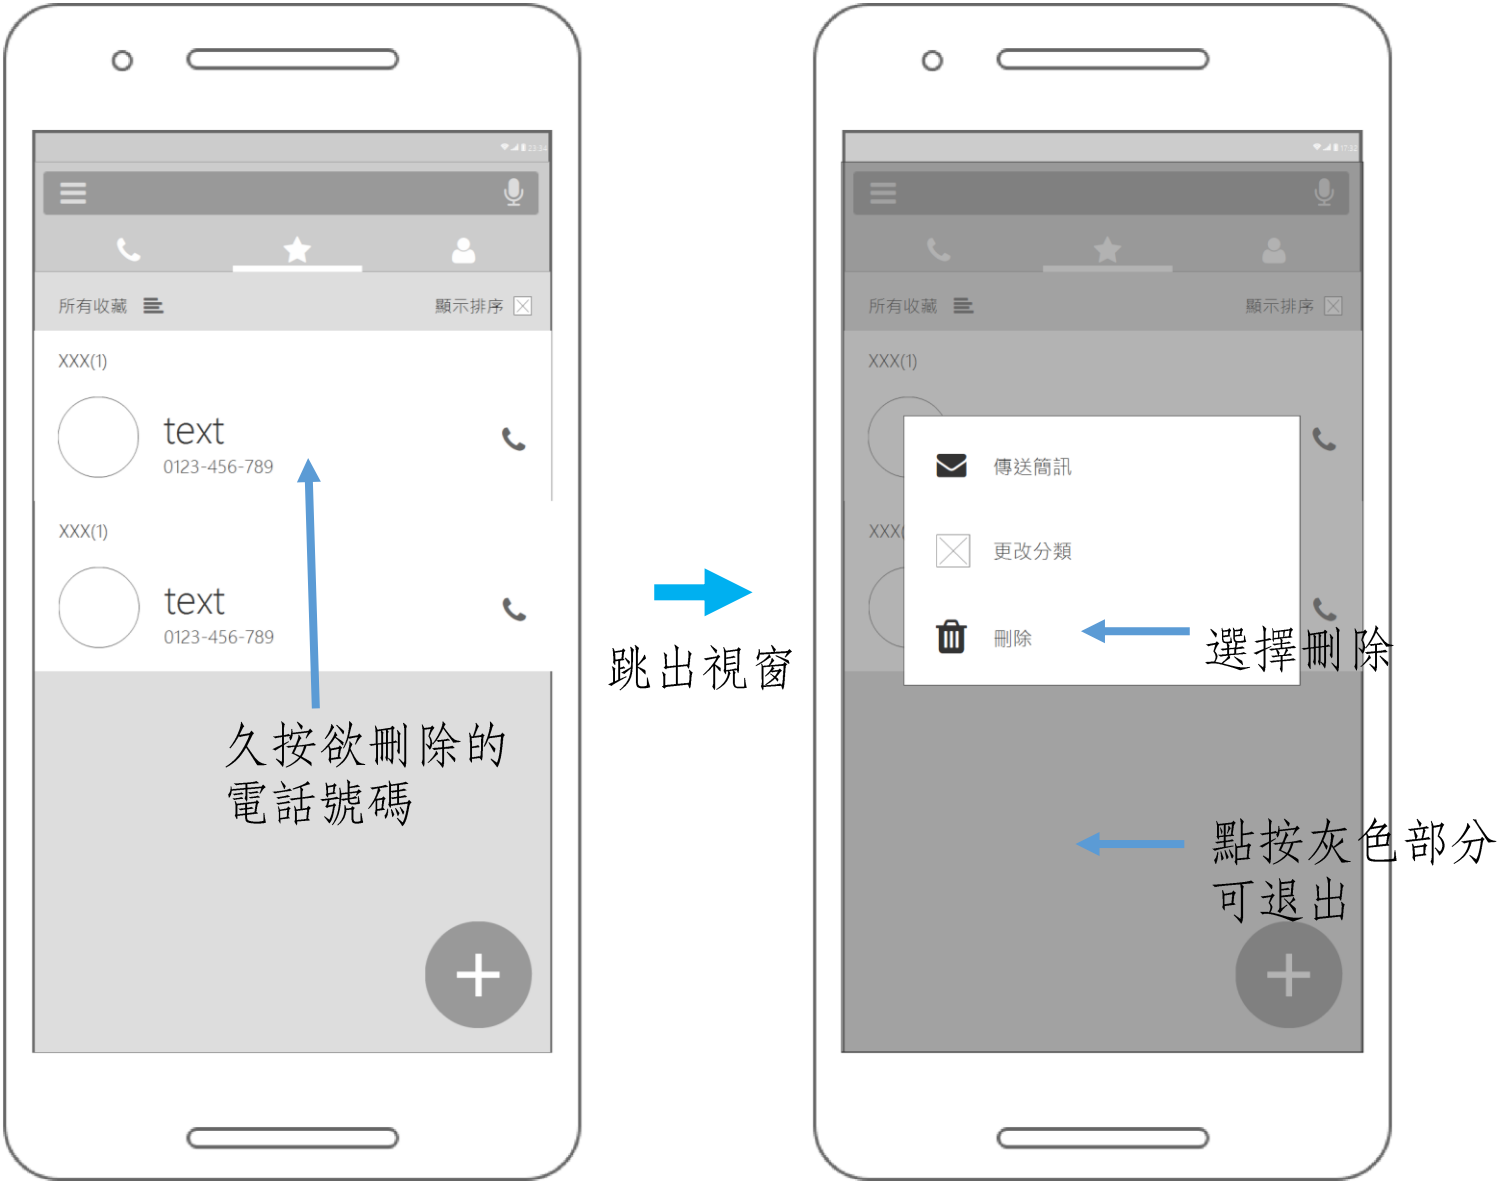 23:34
所有收藏
顯示排序
XXX(1)
text
0123-456-789
XXX(1)
text
0123-456-789
久按欲刪除的
電話號碼
跳出視窗
所有收藏
顯示排序
XXX(1)
傳送簡訊
XXX(
更改分類
刪除
選擇刪除
點按灰色部分
可退出